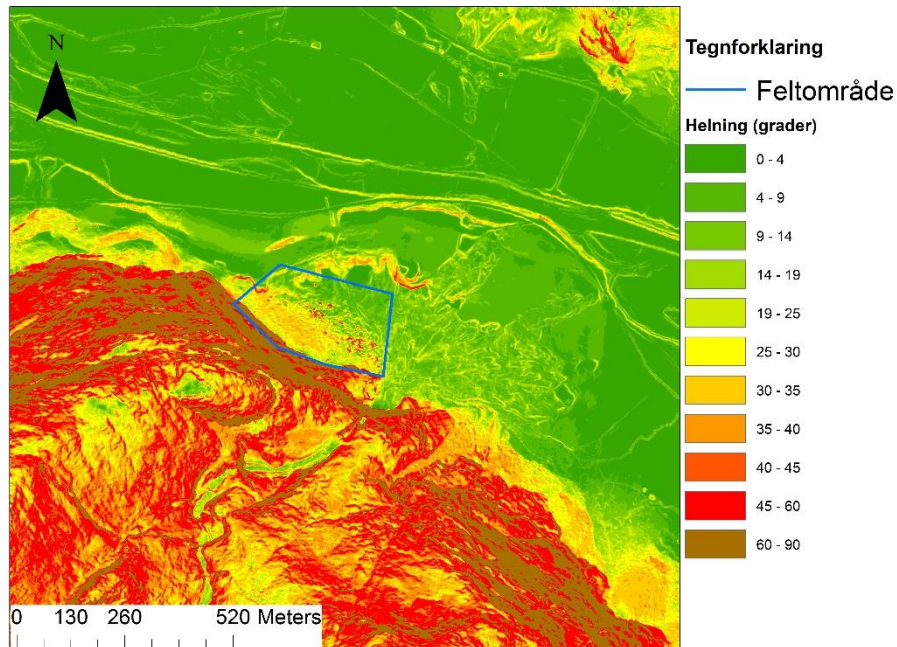 N
Tegnforklaring
Feltområde
Helning (grader)
0 - 4
4 - 9
9 - 14
14 - 19
19 - 25
25 - 30
30 - 35
35 - 40
40 - 45
45 - 60
60 - 90
0 130 260 520 Meters